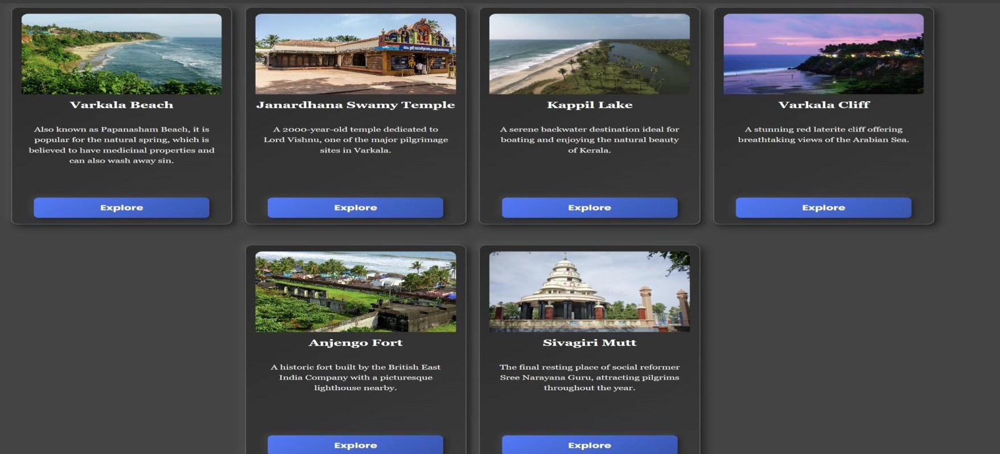 Varkala Beach
Also known as Papanasham Beach, it is
popular for the natural spring, which is
believed to have medicinal properties and
can also wash away sin.
Explore
Janardhana Swamy Temple
A 2000-year-old temple dedicated to
Lord Vishnu, one of the major pilgrimage
sites in Varkala.
Explore
Kappil Lake
A serene backwater destination ideal for
boating and enjoying the natural beauty
of Kerala.
Explore
Varkala Cliff
A stunning red laterite cliff offering
breathtaking views of the Arabian Sea.
Explore
Anjengo Fort
A historic fort built by the British East
India Company with a picturesque
lighthouse nearby.
Explore
Sivagiri Mutt
The final resting place of social reformer
Sree Narayana Guru, attracting pilgrims
throughout the year.
Explore